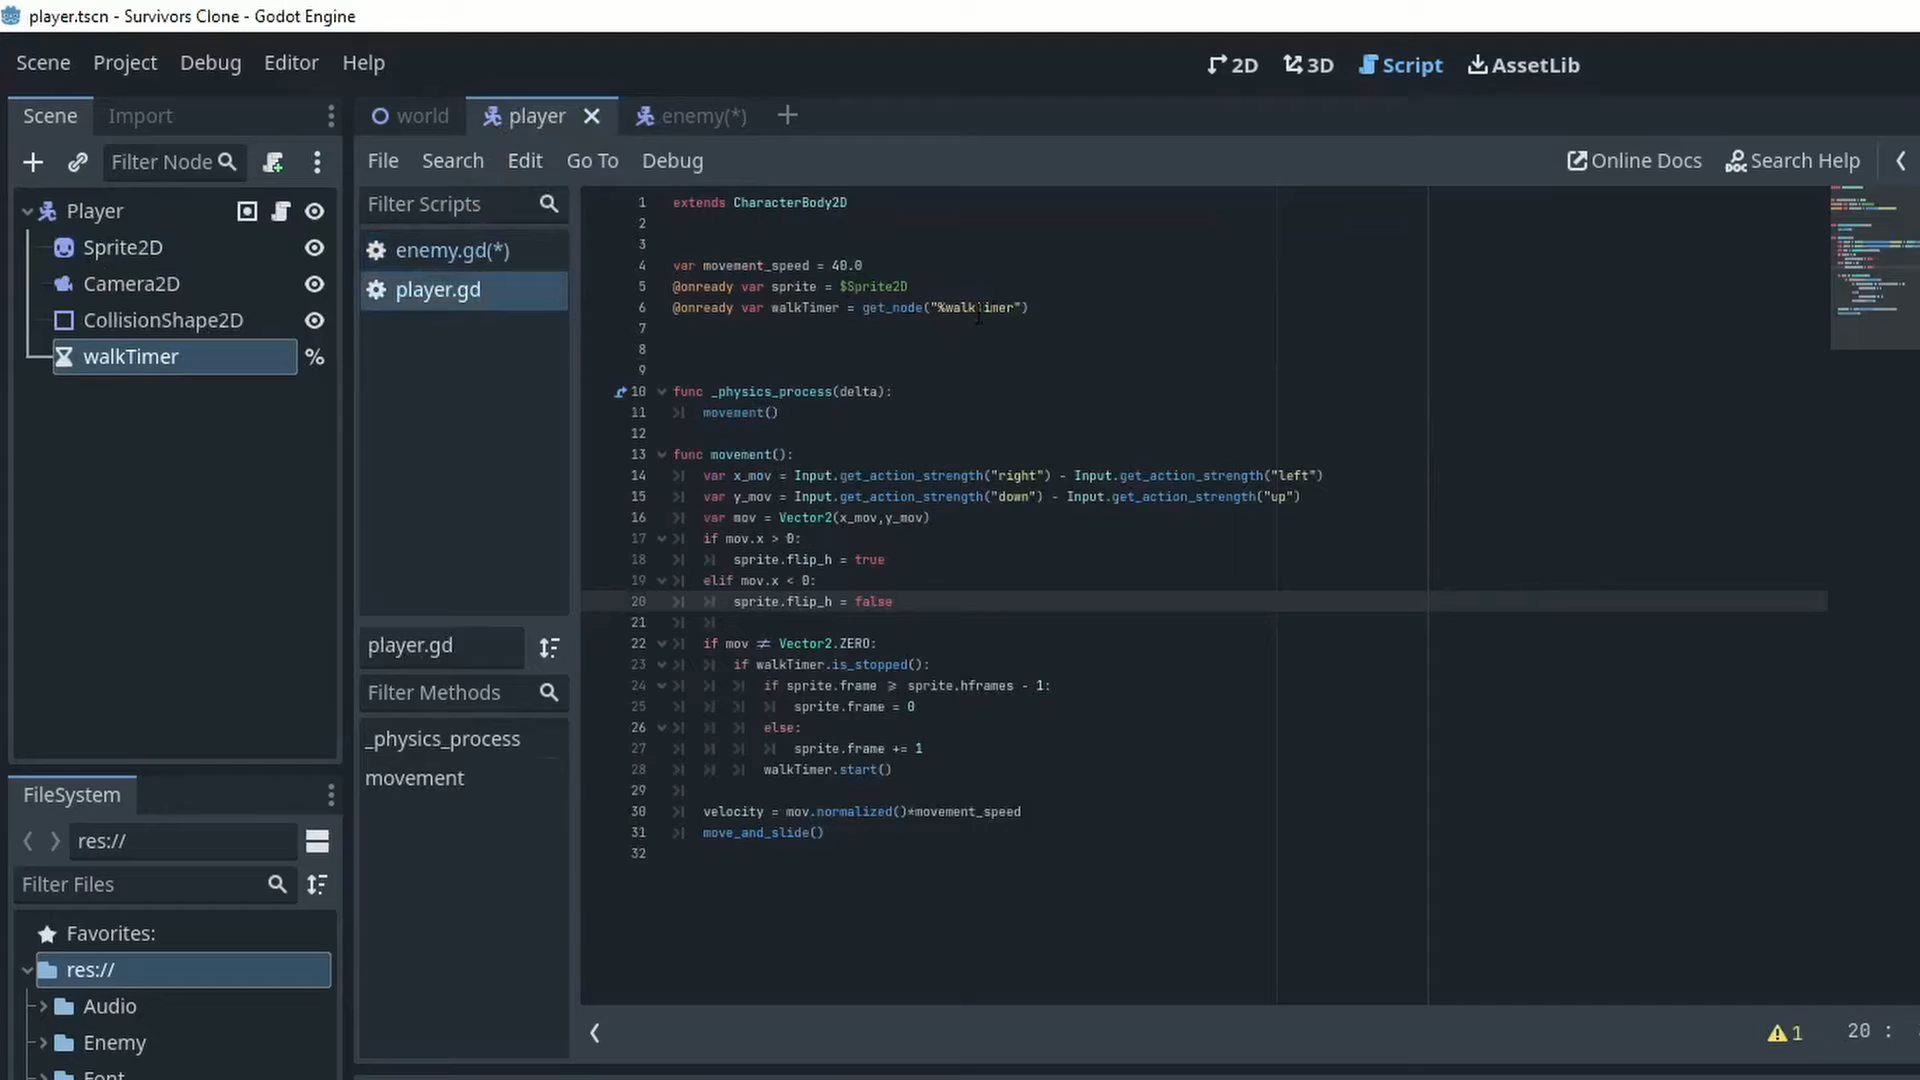 player.tscn - Survivors Clone - Godot Engine
Scene Project Debug Editor Help
2D 3D Script AssetLib
Scene Import
world player enemy(*)
Filter Node
File Search Edit Go To Debug
Online Docs Search Help
Player
Sprite2D
Camera2D
CollisionShape2D
walkTimer %
Filter Scripts
enemy.gd(*)
player.gd
player.gd
Filter Methods
_physics_process
movement
1 extends CharacterBody2D
2
3
4 var movement_speed = 40.0
5 @onready var sprite = $Sprite2D
6 @onready var walkTimer = get_node("%walkTimer")
7
8
9
10 func _physics_process(delta):
11 movement()
12
13 func movement():
14 var x_mov = Input.get_action_strength("right") - Input.get_action_strength("left")
15 var y_mov = Input.get_action_strength("down") - Input.get_action_strength("up")
16 var mov = Vector2(x_mov,y_mov)
17 if mov.x > 0:
18 sprite.flip_h = true
19 elif mov.x < 0:
20 sprite.flip_h = false
21
22 if mov ≠ Vector2.ZERO:
23 if walkTimer.is_stopped():
24 if sprite.frame ≥ sprite.hframes - 1:
25 sprite.frame = 0
26 else:
27 sprite.frame += 1
28 walkTimer.start()
29
30 velocity = mov.normalized()*movement_speed
31 move_and_slide()
32
1 20 :
FileSystem
res://
Filter Files
Favorites:
res://
Audio
Enemy
Font